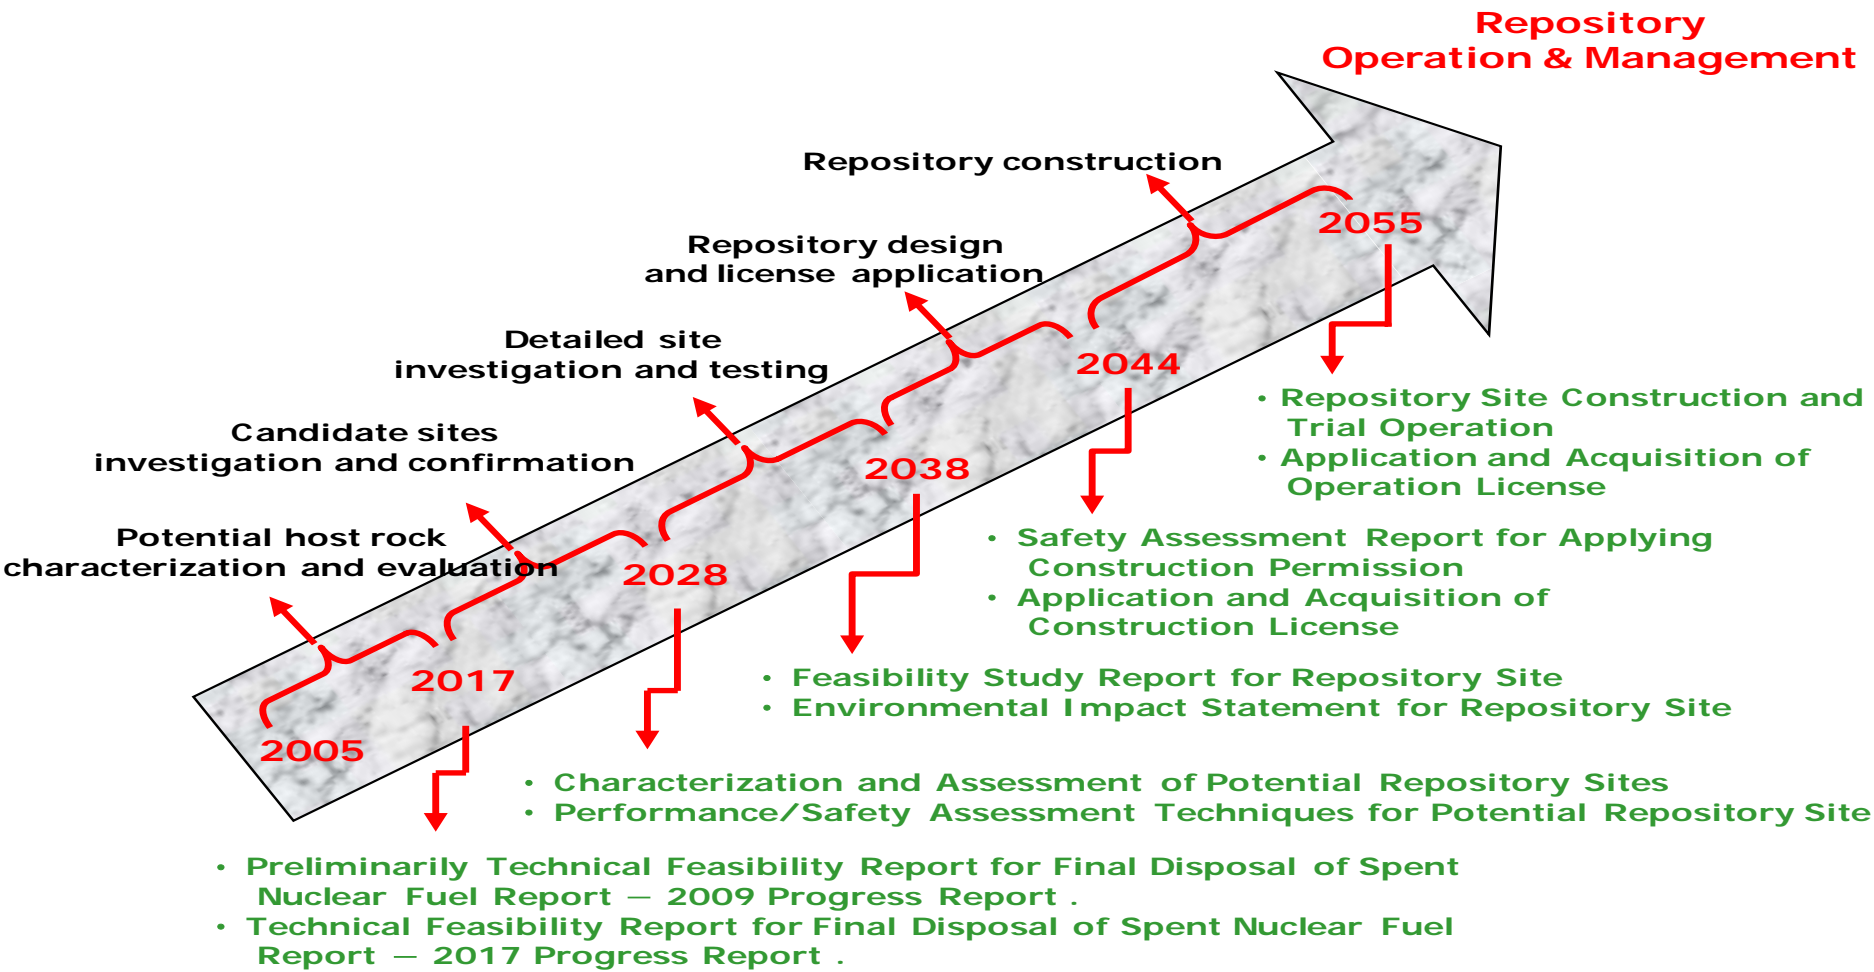 Repository
Operation & Management
Repository construction
2055
Repository design
and license application
2044
Detailed site
investigation and testing
2038
Candidate sites
investigation and confirmation
2028
Potential host rock
characterization and evaluation
2017
2005
• Repository Site Construction and
Trial Operation
• Application and Acquisition of
Operation License
• Safety Assessment Report for Applying
Construction Permission
• Application and Acquisition of
Construction License
• Feasibility Study Report for Repository Site
• Environmental Impact Statement for Repository Site
• Characterization and Assessment of Potential Repository Sites
• Performance/Safety Assessment Techniques for Potential Repository Site
• Preliminarily Technical Feasibility Report for Final Disposal of Spent
Nuclear Fuel Report – 2009 Progress Report .
• Technical Feasibility Report for Final Disposal of Spent Nuclear Fuel
Report – 2017 Progress Report .